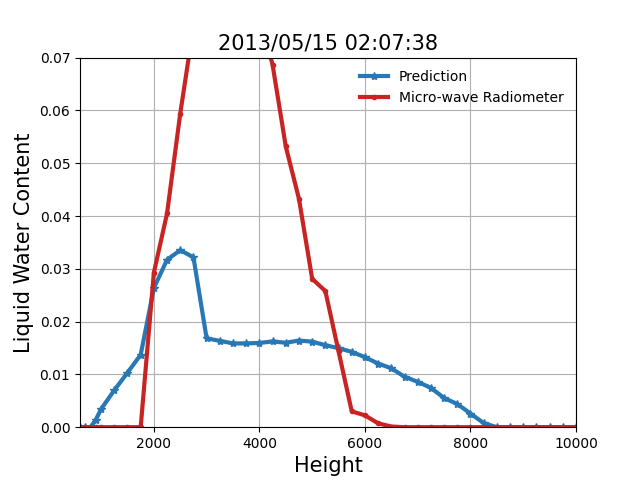 2013/05/15 02:07:38
0.07
0.06
0.05
0.04
0.03
0.02
0.01
0.00
Liquid Water Content
Prediction
Micro-wave Radiometer
2000 4000 6000 8000 10000
Height